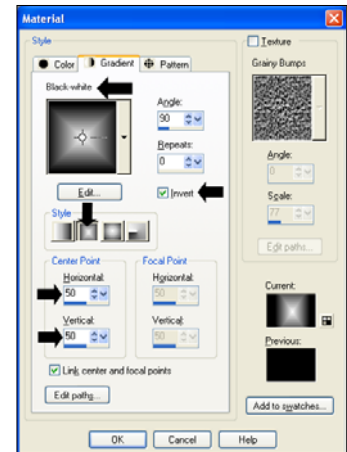 Material
Style
Color Gradient Pattern
Black-white
Angle:
90
Repeats:
0
Edit...
Invert
Style
Center Point
Horizontal:
50
Vertical:
50
Focal Point
Horizontal:
50
Vertical:
50
Link center and focal points
Edit paths...
Texture
Grainy Bumps
Angle:
0
Scale:
77
Edit paths...
Current:
Previous:
Add to swatches...
OK Cancel Help